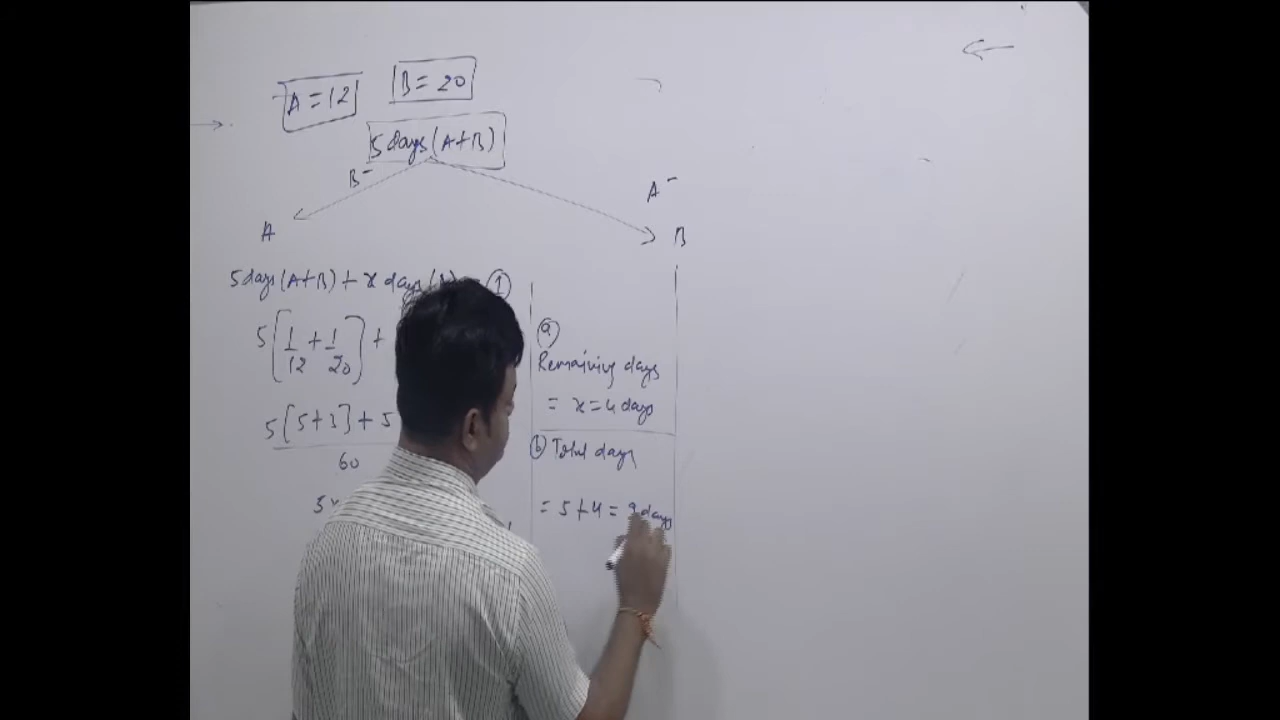 A = 12
B = 20
5 days (A+B)
B-
A-
A
B
5 days (A+B) + x days
1
5 [ 1/12 + 1/20 ] +
5 [5+3] + 5
60
5
a
Remaining days
= x = 4 days
b Total days
= 5 + 4 = 9 days